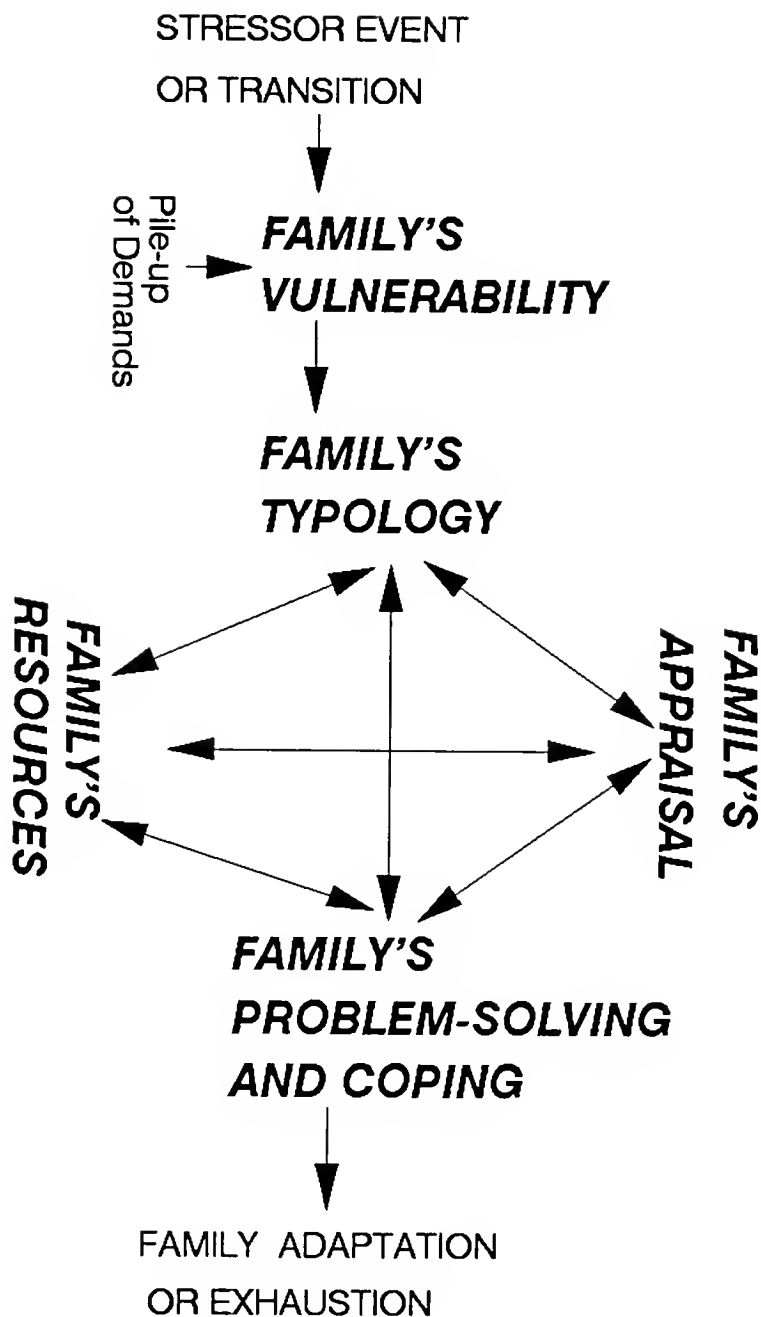 STRESSOR EVENT
OR TRANSITION
Pile-up
of Demands
FAMILY'S
VULNERABILITY
FAMILY'S
TYPOLOGY
FAMILY'S
RESOURCES
FAMILY'S
APPRAISAL
FAMILY'S
PROBLEM-SOLVING
AND COPING
FAMILY ADAPTATION
OR EXHAUSTION